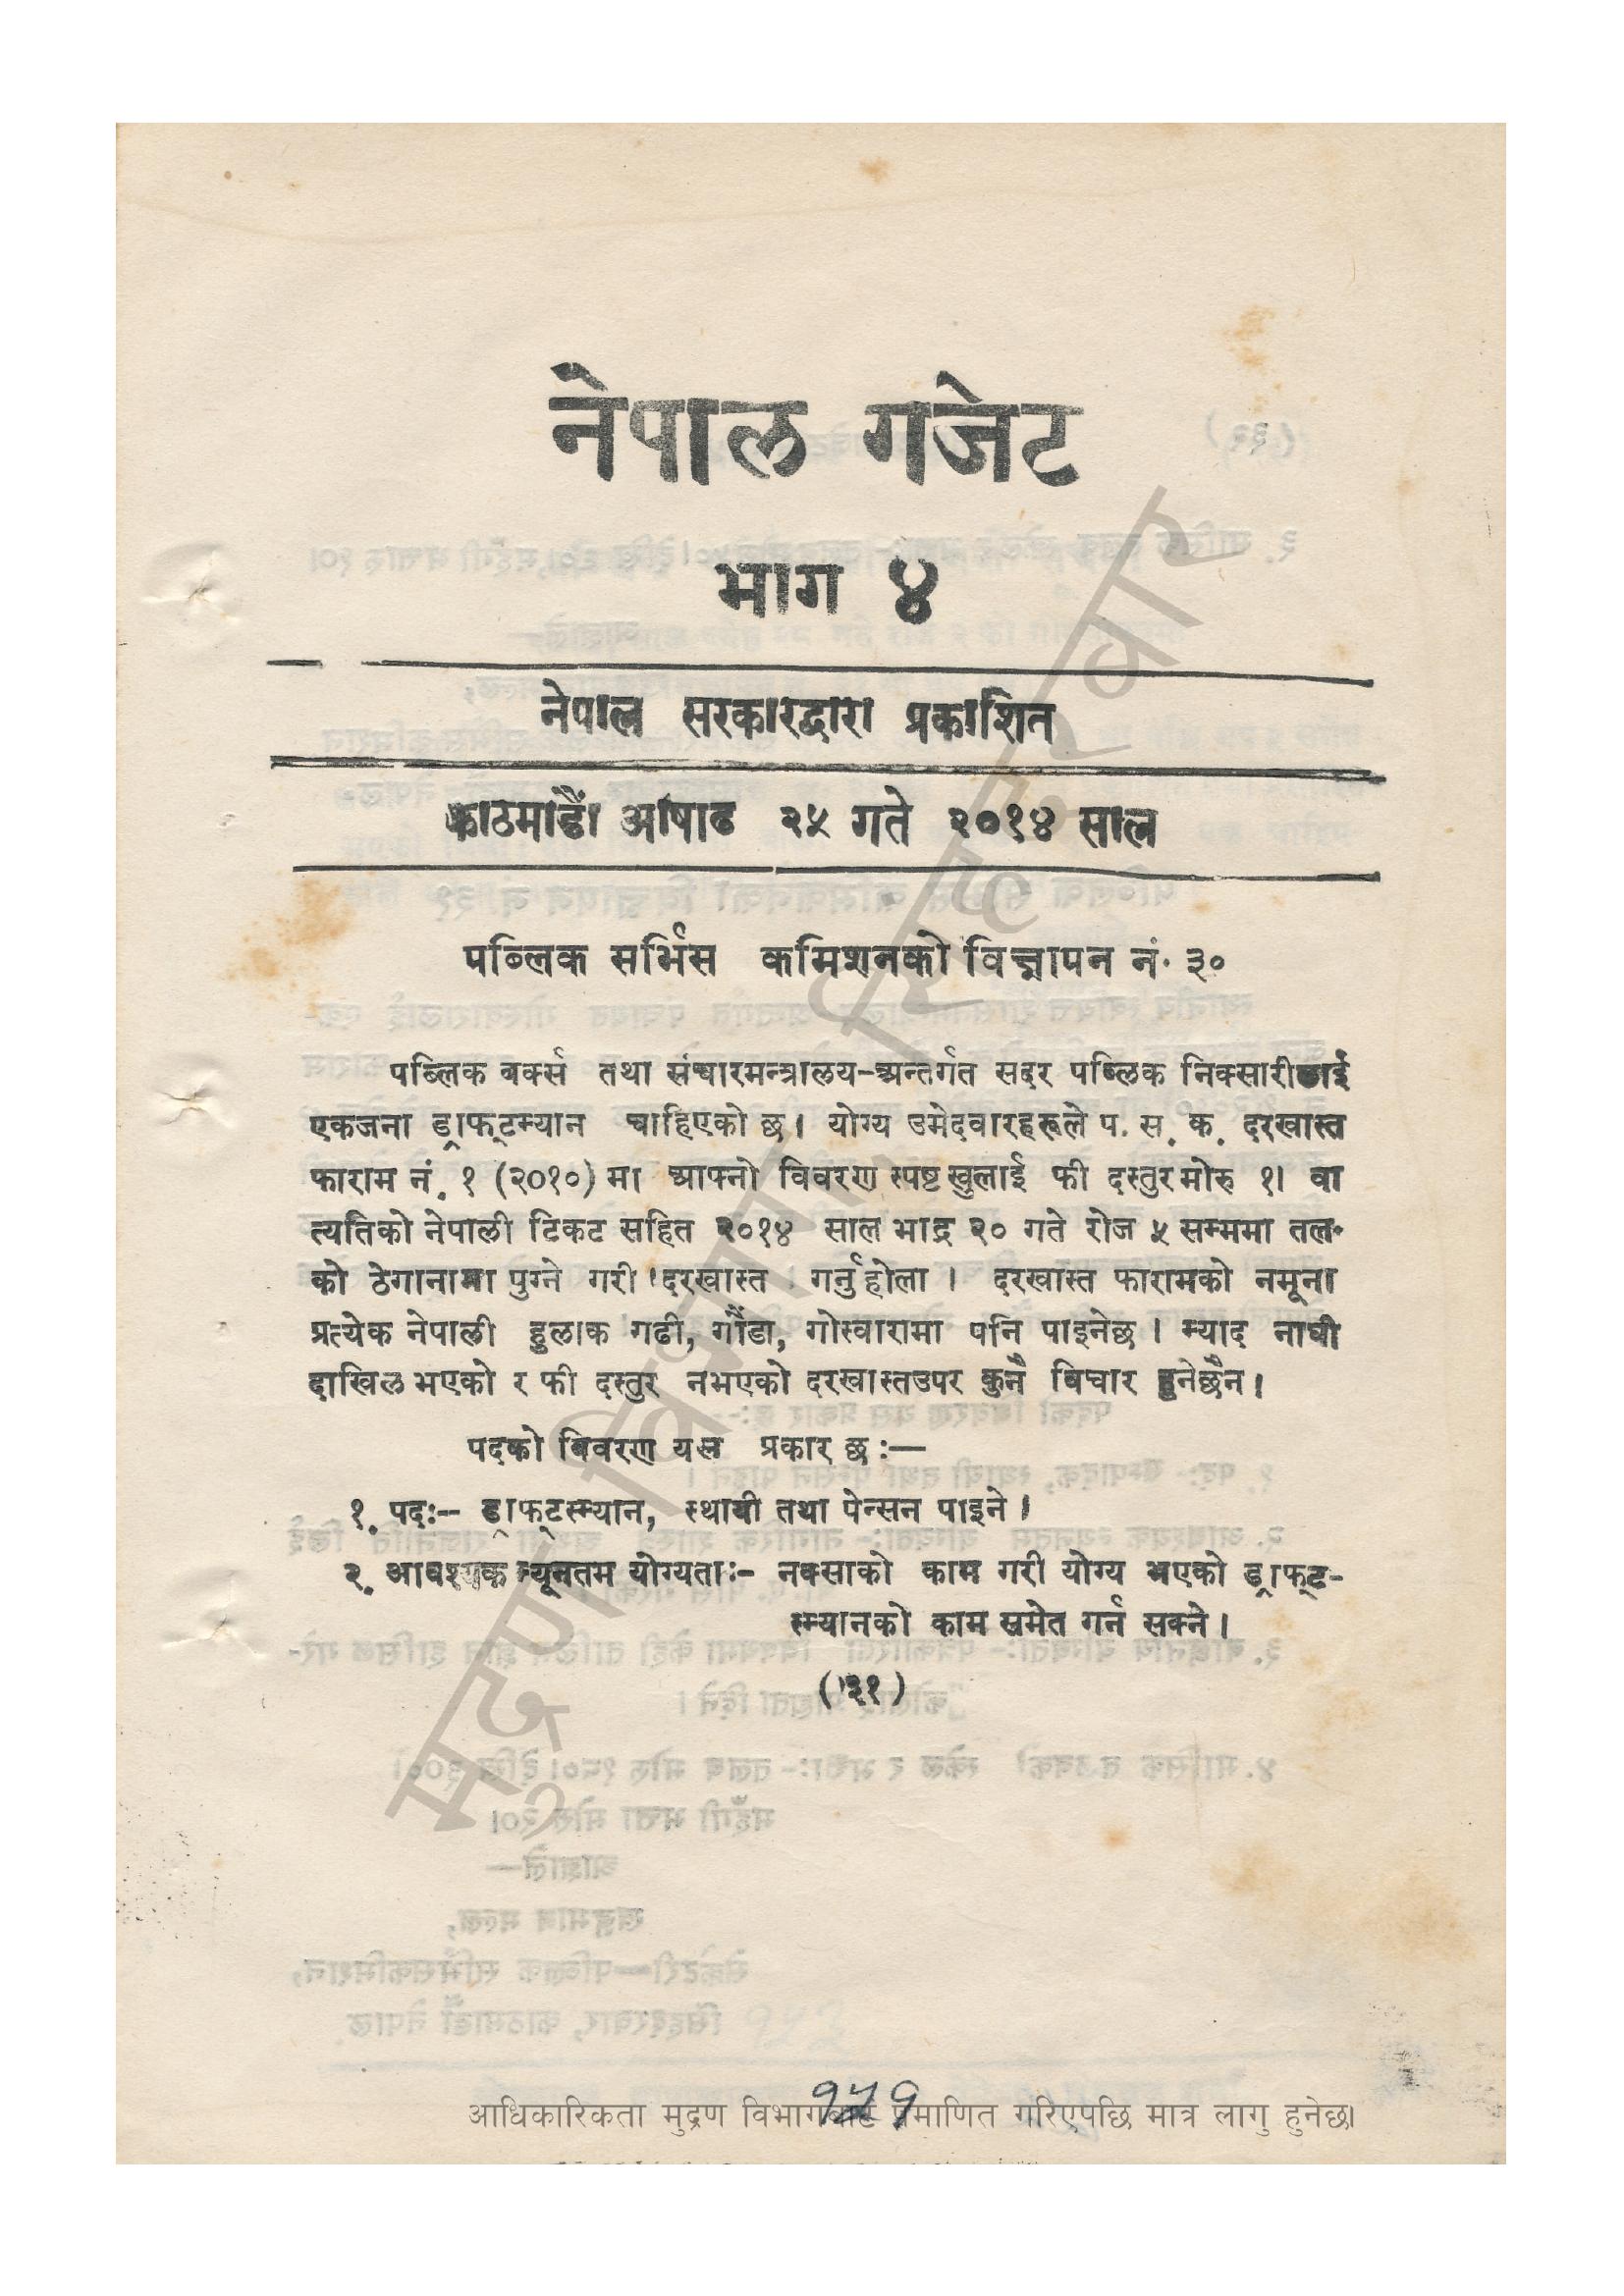 नेपाल गजेट
भाग ४
नेपाल सरकारद्वारा प्रकाशित
काठमाडौं आषाढ २५ गते २०१४ साल
पब्लिक सर्भिस कमिशनको विज्ञापन नं. ३०
पब्लिक वर्क्स तथा संचारमन्त्रालय-अन्तर्गत सदर पब्लिक निक्सारीलाई
एकजना ड्राफ्टम्यान चाहिएको छ। योग्य उमेदवारहरूले प. स. क. दरखास्त
फाराम नं. १ (२०१०) मा आफ्नो विवरण स्पष्ट खुलाई फी दस्तुर मोरु १। वा
त्यतिको नेपाली टिकट सहित २०१४ साल भाद्र २० गते रोज ५ सम्ममा तल-
को ठेगानामा पुग्ने गरी दरखास्त गर्नुहोला । दरखास्त फारामको नमूना
प्रत्येक नेपाली हुलाक गढी, गौंडा, गोस्वारामा पनि पाइनेछ । म्याद नाघी
दाखिल भएको र फी दस्तुर नभएको दरखास्तउपर कुनै विचार हुनेछैन।
पदको विवरण यस प्रकार छ :—
१. पदः— ड्राफ्टस्म्यान, स्थायी तथा पेन्सन पाइने ।
२. आवश्यक न्यूनतम योग्यताः— नक्साको काम गरी योग्य भएको ड्राफ्ट-
स्म्यानको काम समेत गर्न सक्ने ।
(३१)
मुद्रण विभाग, सिंहदरवार
१५१
आधिकारिकता मुद्रण विभागबाट प्रमाणित गरिएपछि मात्र लागु हुनेछ।